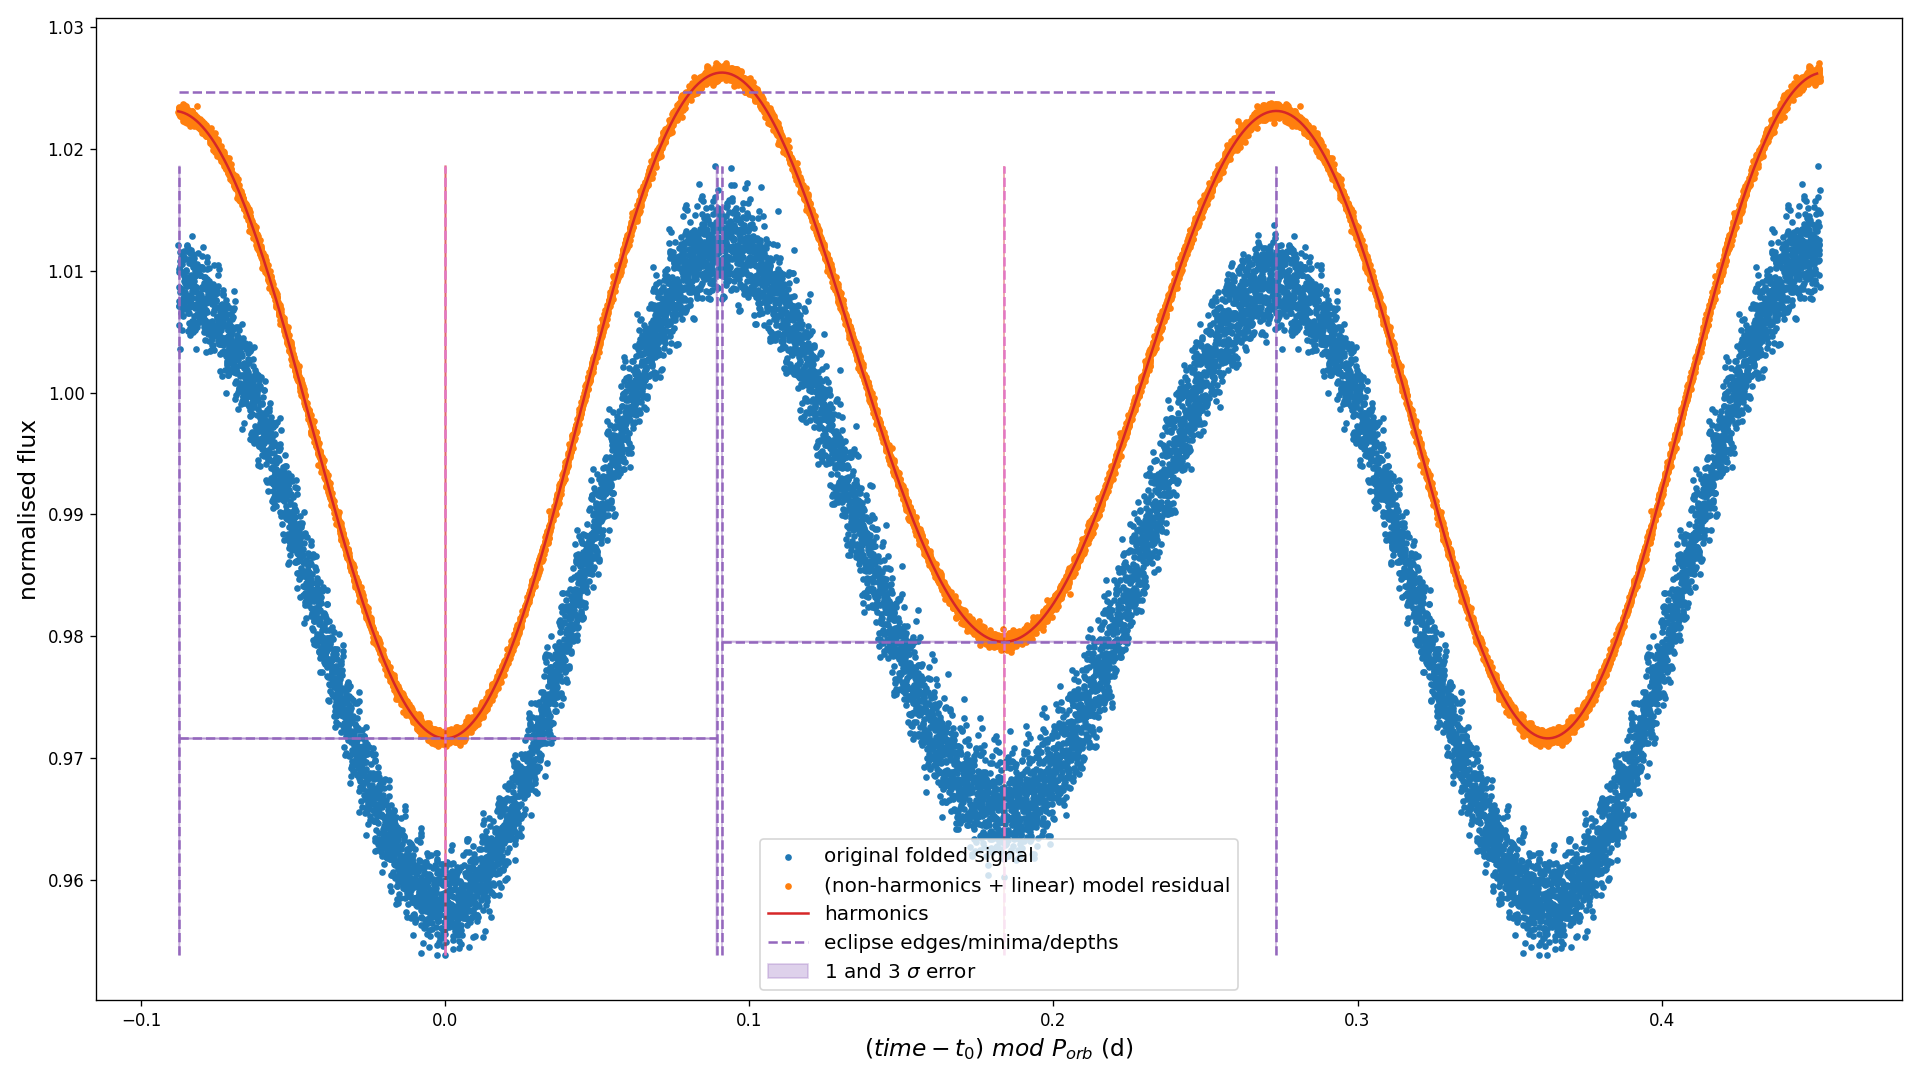 1.03
1.02
1.01
1.00
0.99
0.98
0.97
0.96
normalised flux
original folded signal
(non-harmonics + linear) model residual
harmonics
eclipse edges/minima/depths
1 and 3 σ error
−0.1 0.0 0.1 0.2 0.3 0.4
(time − t₀) mod P_orb (d)